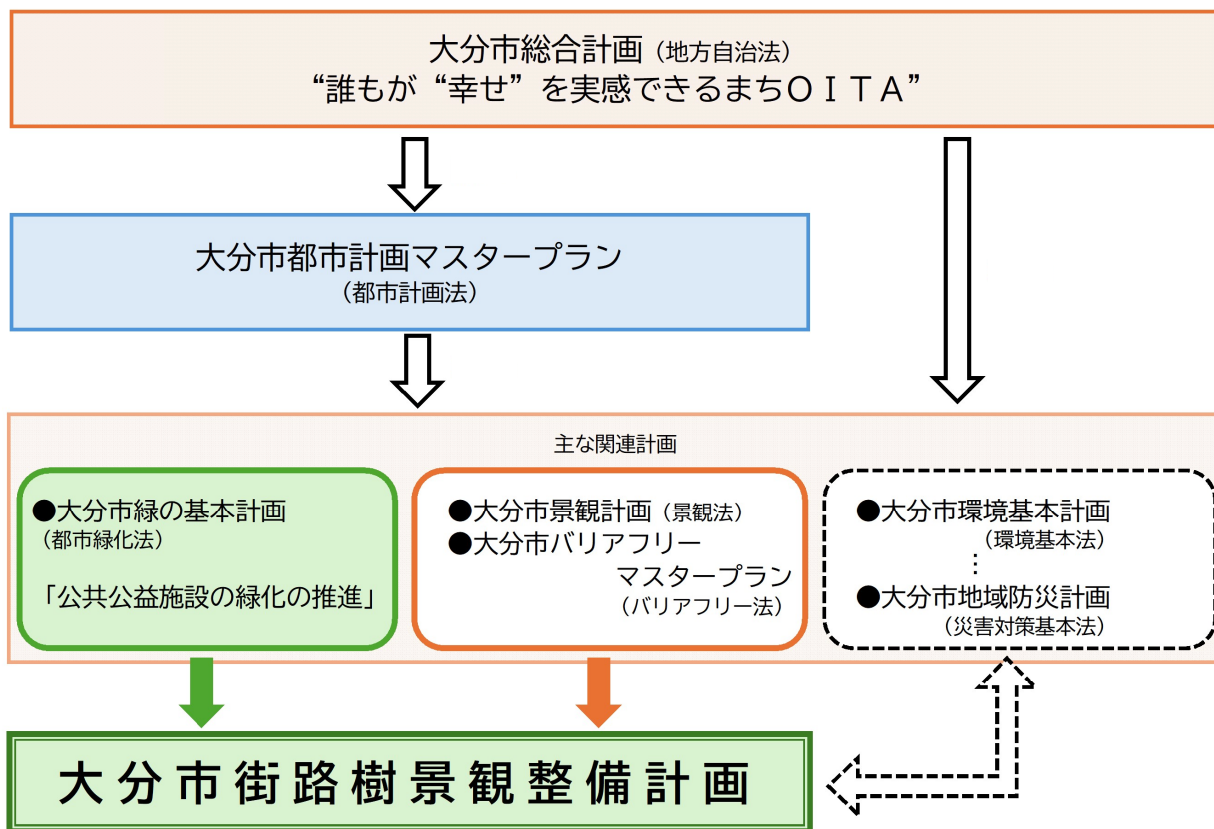 大分市総合計画（地方自治法）
“誰もが“幸せ”を実感できるまちＯＩＴＡ”
大分市都市計画マスタープラン
（都市計画法）
主な関連計画
●大分市緑の基本計画
（都市緑化法）
「公共公益施設の緑化の推進」
●大分市景観計画（景観法）
●大分市バリアフリー
マスタープラン
（バリアフリー法）
●大分市環境基本計画
（環境基本法）
⋮
●大分市地域防災計画
（災害対策基本法）
大分市街路樹景観整備計画